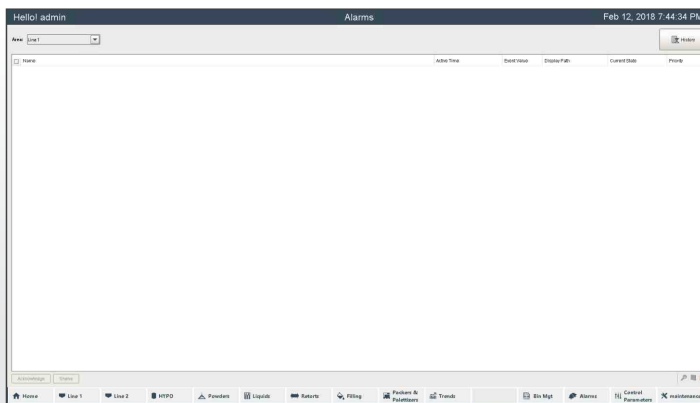 Hello! admin
Alarms
Feb 12, 2018 7:44:34 PM
Area:
Line 1
History
Name
Active Time
Event Value
Display Path
Current State
Priority
Acknowledge
Shelve
Home
Line 1
Line 2
HYPO
Powders
Liquids
Retorts
Filling
Packers &
Palettizers
Trends
Bin Mgt
Alarms
Control
Parameters
maintenance